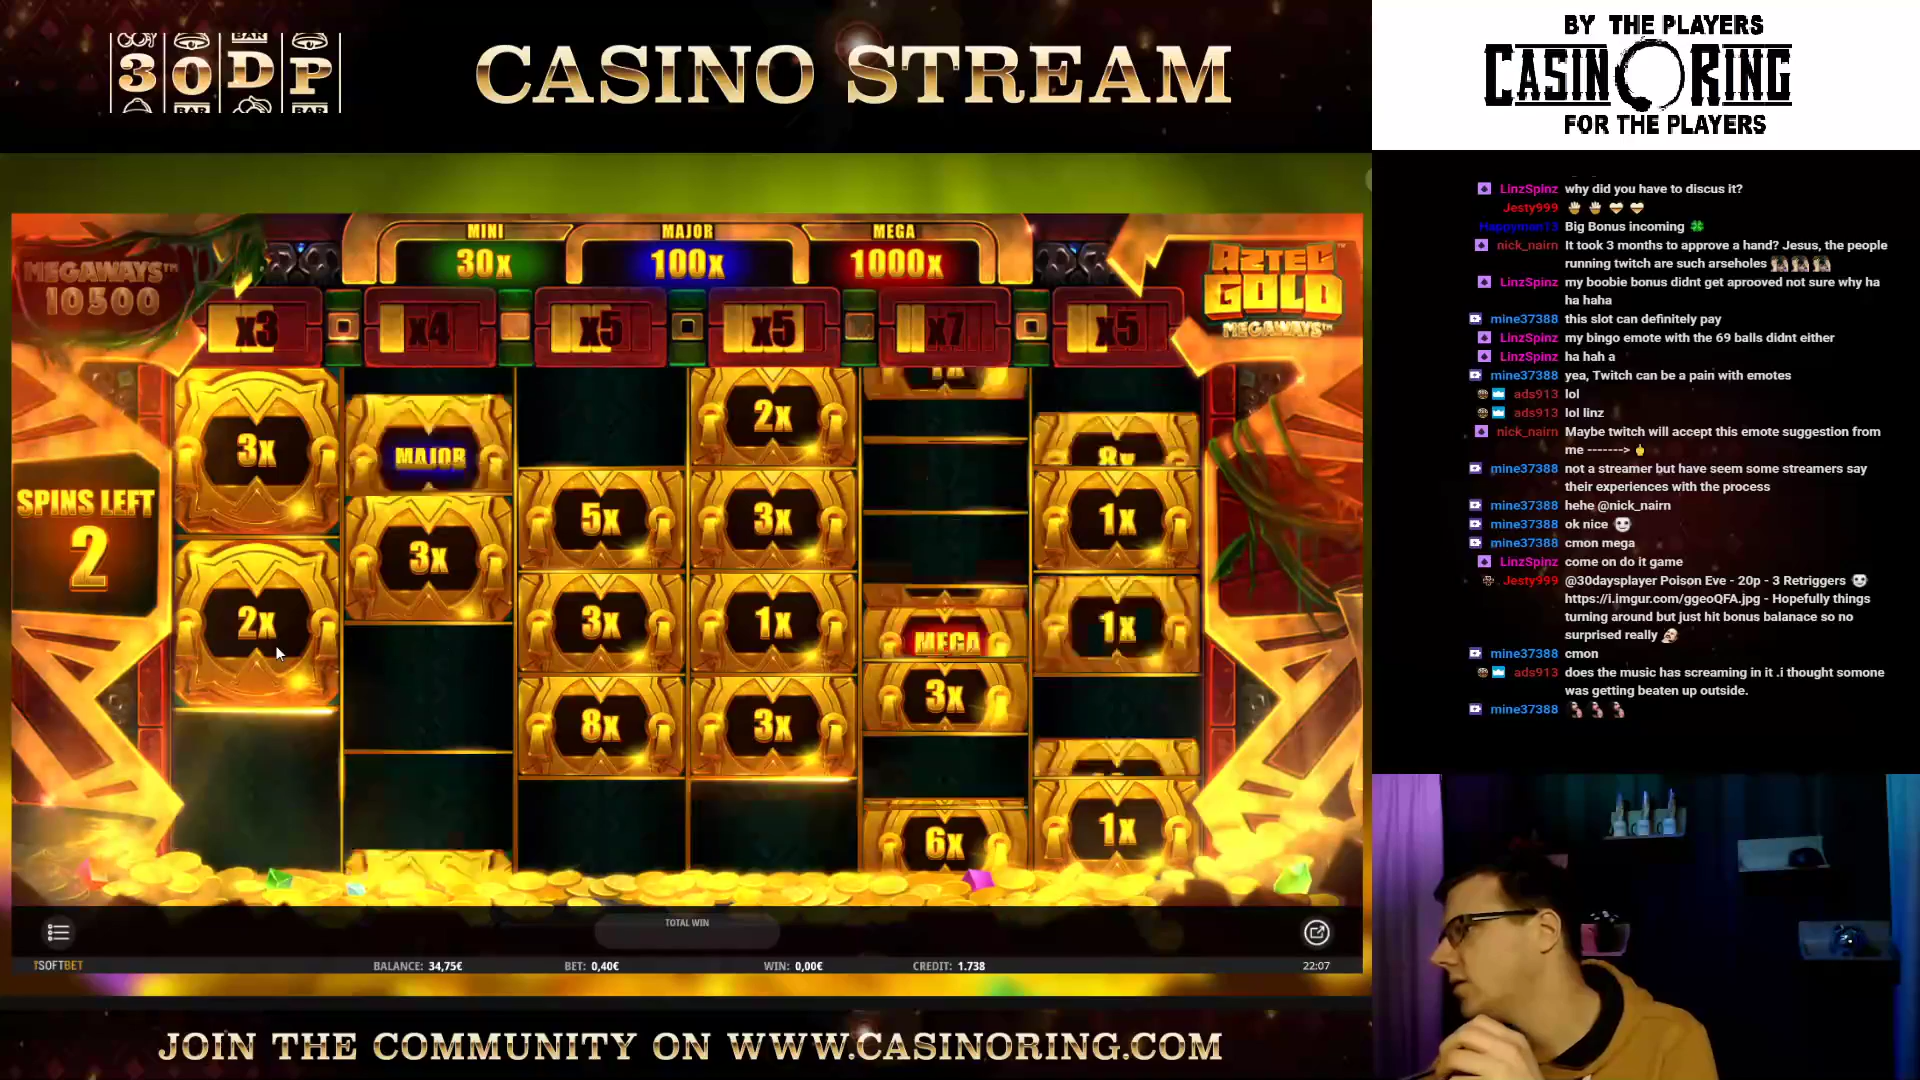 30DP
BAR
BAR
BAR
CASINO STREAM
BY THE PLAYERS
CASINORING
FOR THE PLAYERS
MEGAWAYS™
10500
MINI
30x
MAJOR
100x
MEGA
1000x
AZTEC
GOLD
MEGAWAYS™
x3
x4
x5
x5
x7
x5
SPINS LEFT
2
3x
2x
MAJOR
3x
5x
3x
8x
2x
3x
1x
3x
1x
MEGA
3x
6x
8x
1x
1x
1x
TOTAL WIN
iSOFTBET
BALANCE: 34,75€
BET: 0,40€
WIN: 0,00€
CREDIT: 1.738
22:07
LinzSpinz why did you have to discus it?
Jesty999
Happyman13 Big Bonus incoming
nick_nairn It took 3 months to approve a hand? Jesus, the people
running twitch are such arseholes
LinzSpinz my boobie bonus didnt get aprooved not sure why ha
ha haha
mine37388 this slot can definitely pay
LinzSpinz my bingo emote with the 69 balls didnt either
LinzSpinz ha hah a
mine37388 yea, Twitch can be a pain with emotes
ads913 lol
ads913 lol linz
nick_nairn Maybe twitch will accept this emote suggestion from
me ------->
mine37388 not a streamer but have seem some streamers say
their experiences with the process
mine37388 hehe @nick_nairn
mine37388 ok nice
mine37388 cmon mega
LinzSpinz come on do it game
Jesty999 @30daysplayer Poison Eve - 20p - 3 Retriggers
https://i.imgur.com/ggeoQFA.jpg - Hopefully things
turning around but just hit bonus balanace so no
surprised really
mine37388 cmon
ads913 does the music has screaming in it .i thought somone
was getting beaten up outside.
mine37388
JOIN THE COMMUNITY ON WWW.CASINORING.COM